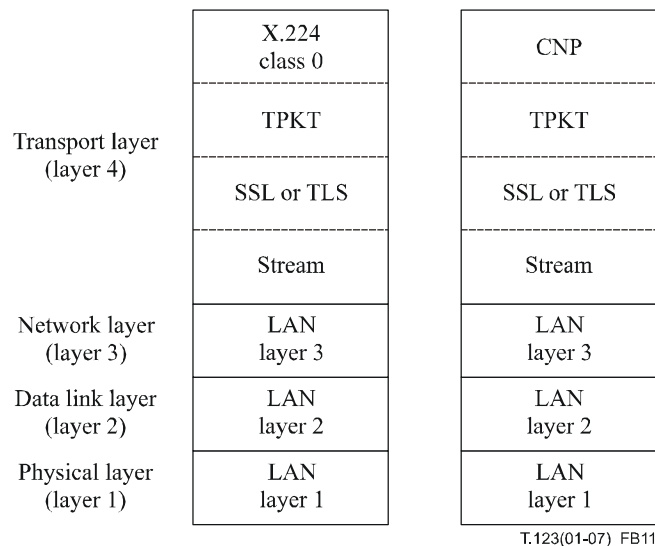 X.224
class 0
CNP
TPKT
TPKT
Transport layer
(layer 4)
SSL or TLS
SSL or TLS
Stream
Stream
Network layer
(layer 3)
LAN
layer 3
LAN
layer 3
Data link layer
(layer 2)
LAN
layer 2
LAN
layer 2
Physical layer
(layer 1)
LAN
layer 1
LAN
layer 1
T.123(01-07)_FB11